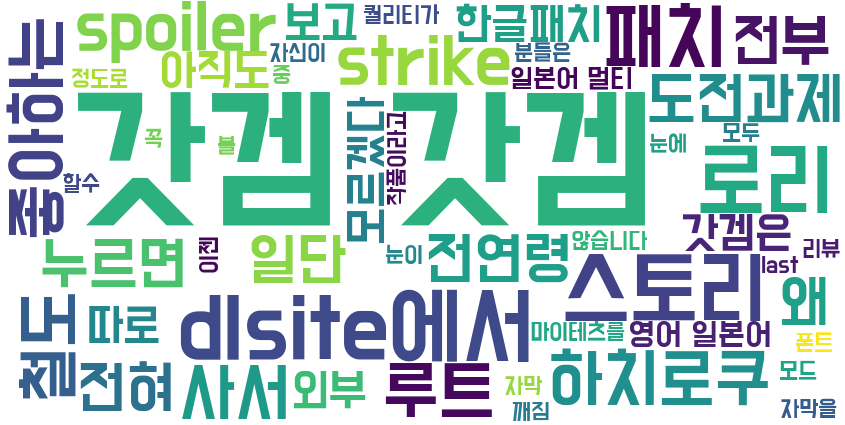 spoiler
보고
퀄리티가
한글패치
패치
전부
좋아하는
정도로
아직도
자신이
중
strike
분들은
일본어 멀티
도전과제
갓겜 갓겜
꼭
볼
모르겠다
작품이라고
눈에
모두
할수
로리
누르면
이젠
일단
눈이
전연령
않습니다
갓겜은
리뷰
last
스토리
왜
철도
따로
dlsite에서
마이테츠를
영어 일본어
폰트
전혀
사서
외부
루트
자막
깨짐
하치로쿠
모드
자막을